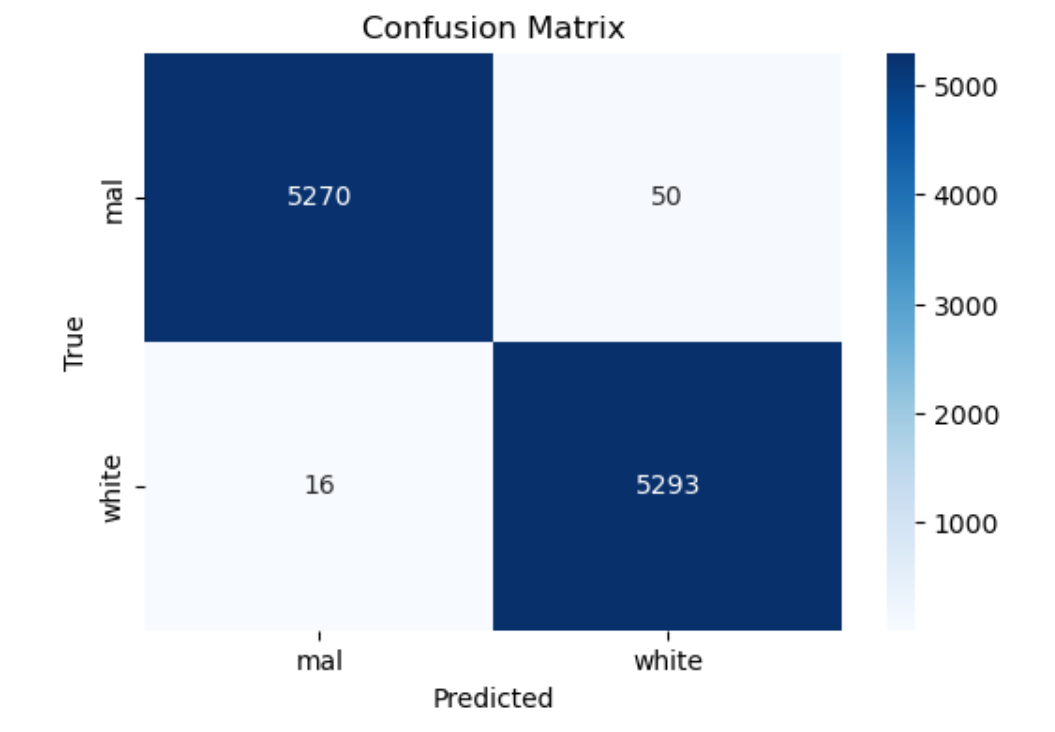 Confusion Matrix
mal
5270
50
True
white
16
5293
mal
white
Predicted
5000
4000
3000
2000
1000